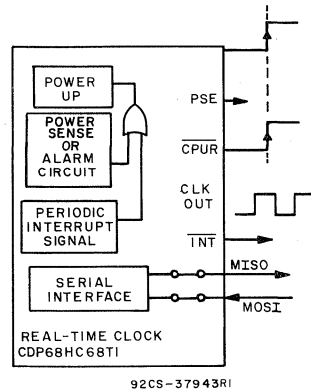 POWER
UP
PSE
POWER
SENSE
OR
ALARM
CIRCUIT
CPUR
CLK
OUT
PERIODIC
INTERRUPT
SIGNAL
INT
MISO
SERIAL
INTERFACE
MOSI
REAL-TIME CLOCK
CDP68HC68T1
92CS-37943R1